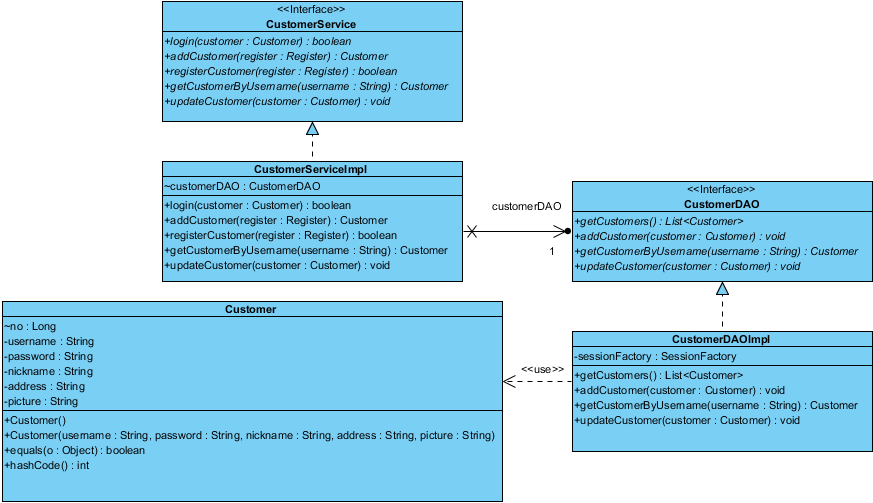 <<Interface>>
CustomerService
+login(customer : Customer) : boolean
+addCustomer(register : Register) : Customer
+registerCustomer(register : Register) : boolean
+getCustomerByUsername(username : String) : Customer
+updateCustomer(customer : Customer) : void
CustomerServiceImpl
~customerDAO : CustomerDAO
+login(customer : Customer) : boolean
+addCustomer(register : Register) : Customer
+registerCustomer(register : Register) : boolean
+getCustomerByUsername(username : String) : Customer
+updateCustomer(customer : Customer) : void
customerDAO
1
<<Interface>>
CustomerDAO
+getCustomers() : List<Customer>
+addCustomer(customer : Customer) : void
+getCustomerByUsername(username : String) : Customer
+updateCustomer(customer : Customer) : void
Customer
~no : Long
-username : String
-password : String
-nickname : String
-address : String
-picture : String
+Customer()
+Customer(username : String, password : String, nickname : String, address : String, picture : String)
+equals(o : Object) : boolean
+hashCode() : int
<<use>>
CustomerDAOImpl
-sessionFactory : SessionFactory
+getCustomers() : List<Customer>
+addCustomer(customer : Customer) : void
+getCustomerByUsername(username : String) : Customer
+updateCustomer(customer : Customer) : void